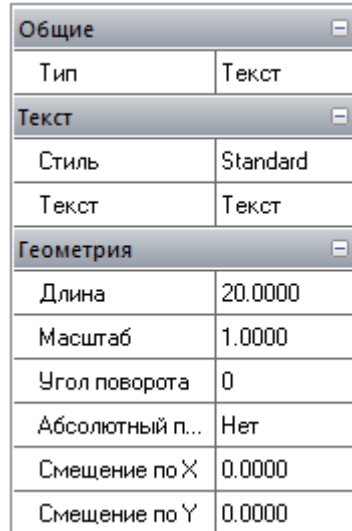 Общие
Тип Текст
Текст
Стиль Standard
Текст Текст
Геометрия
Длина 20.0000
Масштаб 1.0000
Угол поворота 0
Абсолютный п... Нет
Смещение по X 0.0000
Смещение по Y 0.0000